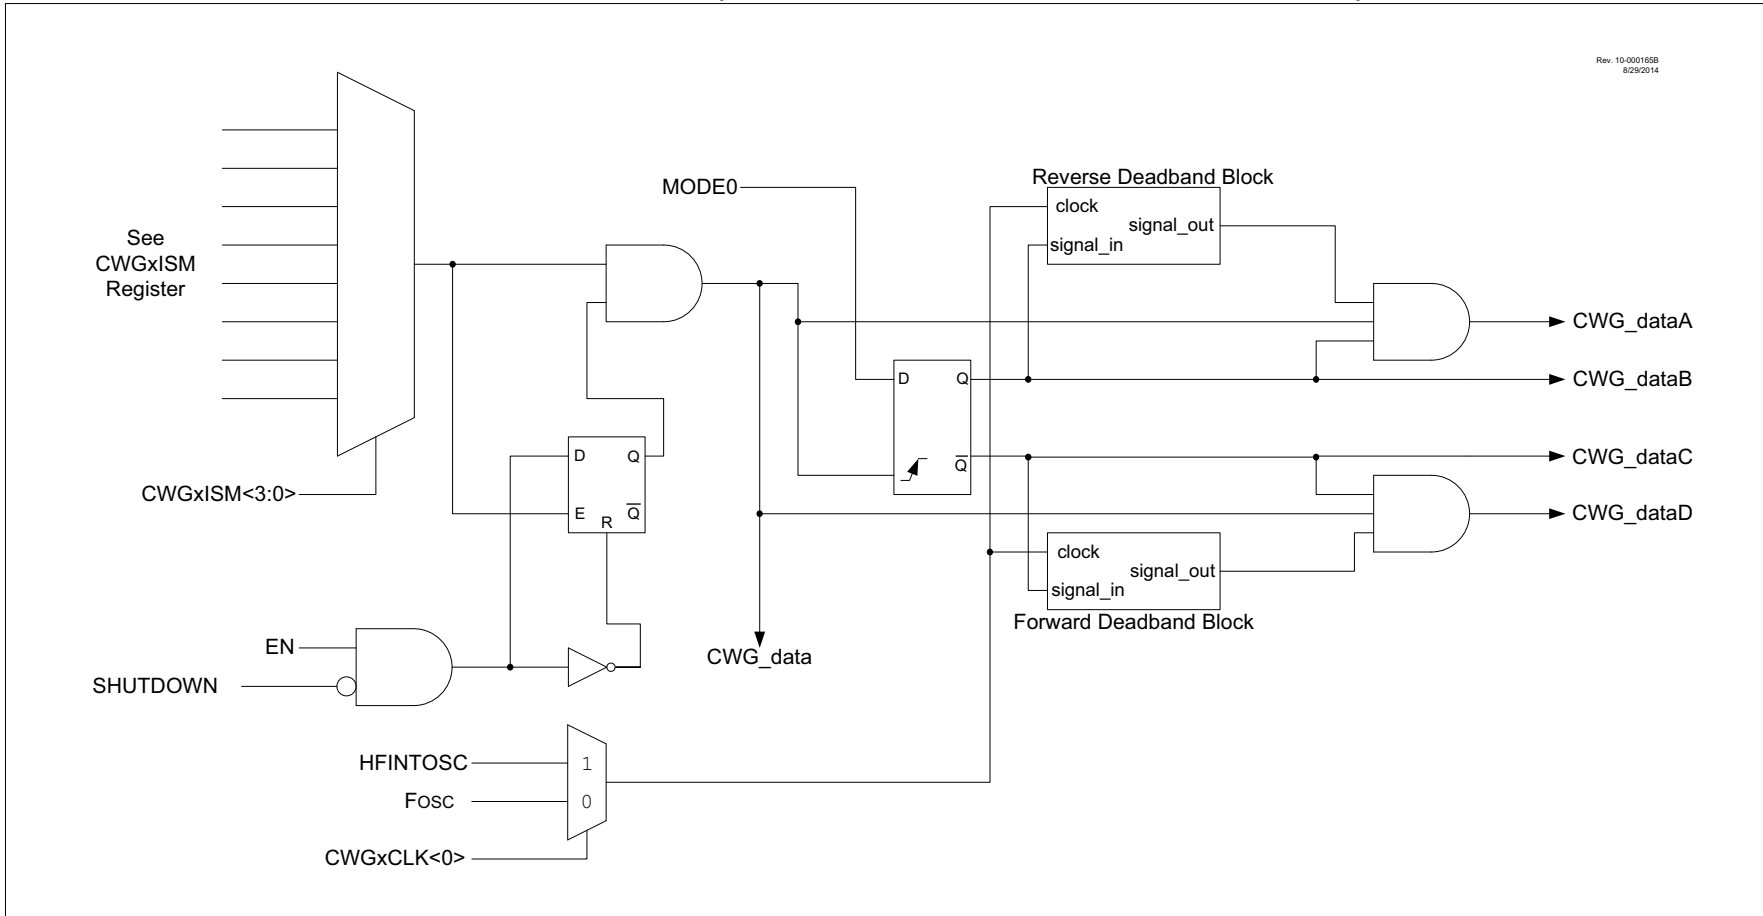 Rev. 10-000165B
8/29/2014
See
CWGxISM
Register
CWGxISM<3:0>
MODE0
Reverse Deadband Block
clock
signal_out
signal_in
CWG_dataA
D
Q
CWG_dataB
Q
CWG_dataC
D
Q
E
R
Q
CWG_dataD
clock
signal_out
signal_in
Forward Deadband Block
EN
SHUTDOWN
CWG_data
HFINTOSC
1
FOSC
0
CWGxCLK<0>